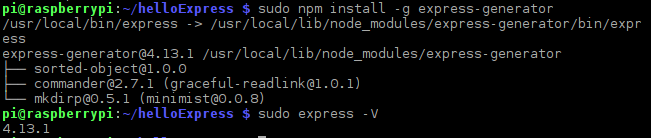 pi@raspberrypi:~/helloExpress $ sudo npm install -g express-generator
/usr/local/bin/express -> /usr/local/lib/node_modules/express-generator/bin/expr
ess
express-generator@4.13.1 /usr/local/lib/node_modules/express-generator
├── sorted-object@1.0.0
├── commander@2.7.1 (graceful-readlink@1.0.1)
└── mkdirp@0.5.1 (minimist@0.0.8)
pi@raspberrypi:~/helloExpress $ sudo express -V
4.13.1